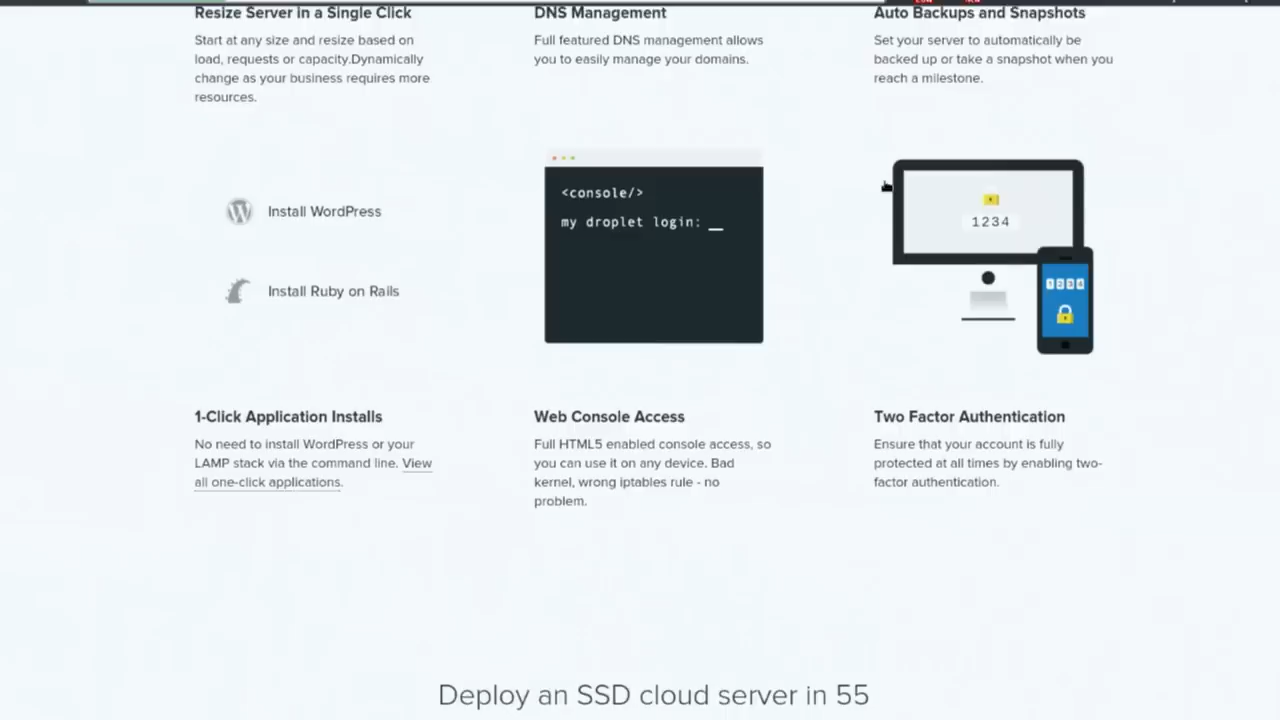 Resize Server in a Single Click
Start at any size and resize based on
load, requests or capacity.Dynamically
change as your business requires more
resources.
DNS Management
Full featured DNS management allows
you to easily manage your domains.
Auto Backups and Snapshots
Set your server to automatically be
backed up or take a snapshot when you
reach a milestone.
Install WordPress
Install Ruby on Rails
<console/>
my droplet login: __
1234
1234
1-Click Application Installs
No need to install WordPress or your
LAMP stack via the command line. View
all one-click applications.
Web Console Access
Full HTML5 enabled console access, so
you can use it on any device. Bad
kernel, wrong iptables rule - no
problem.
Two Factor Authentication
Ensure that your account is fully
protected at all times by enabling two-
factor authentication.
Deploy an SSD cloud server in 55